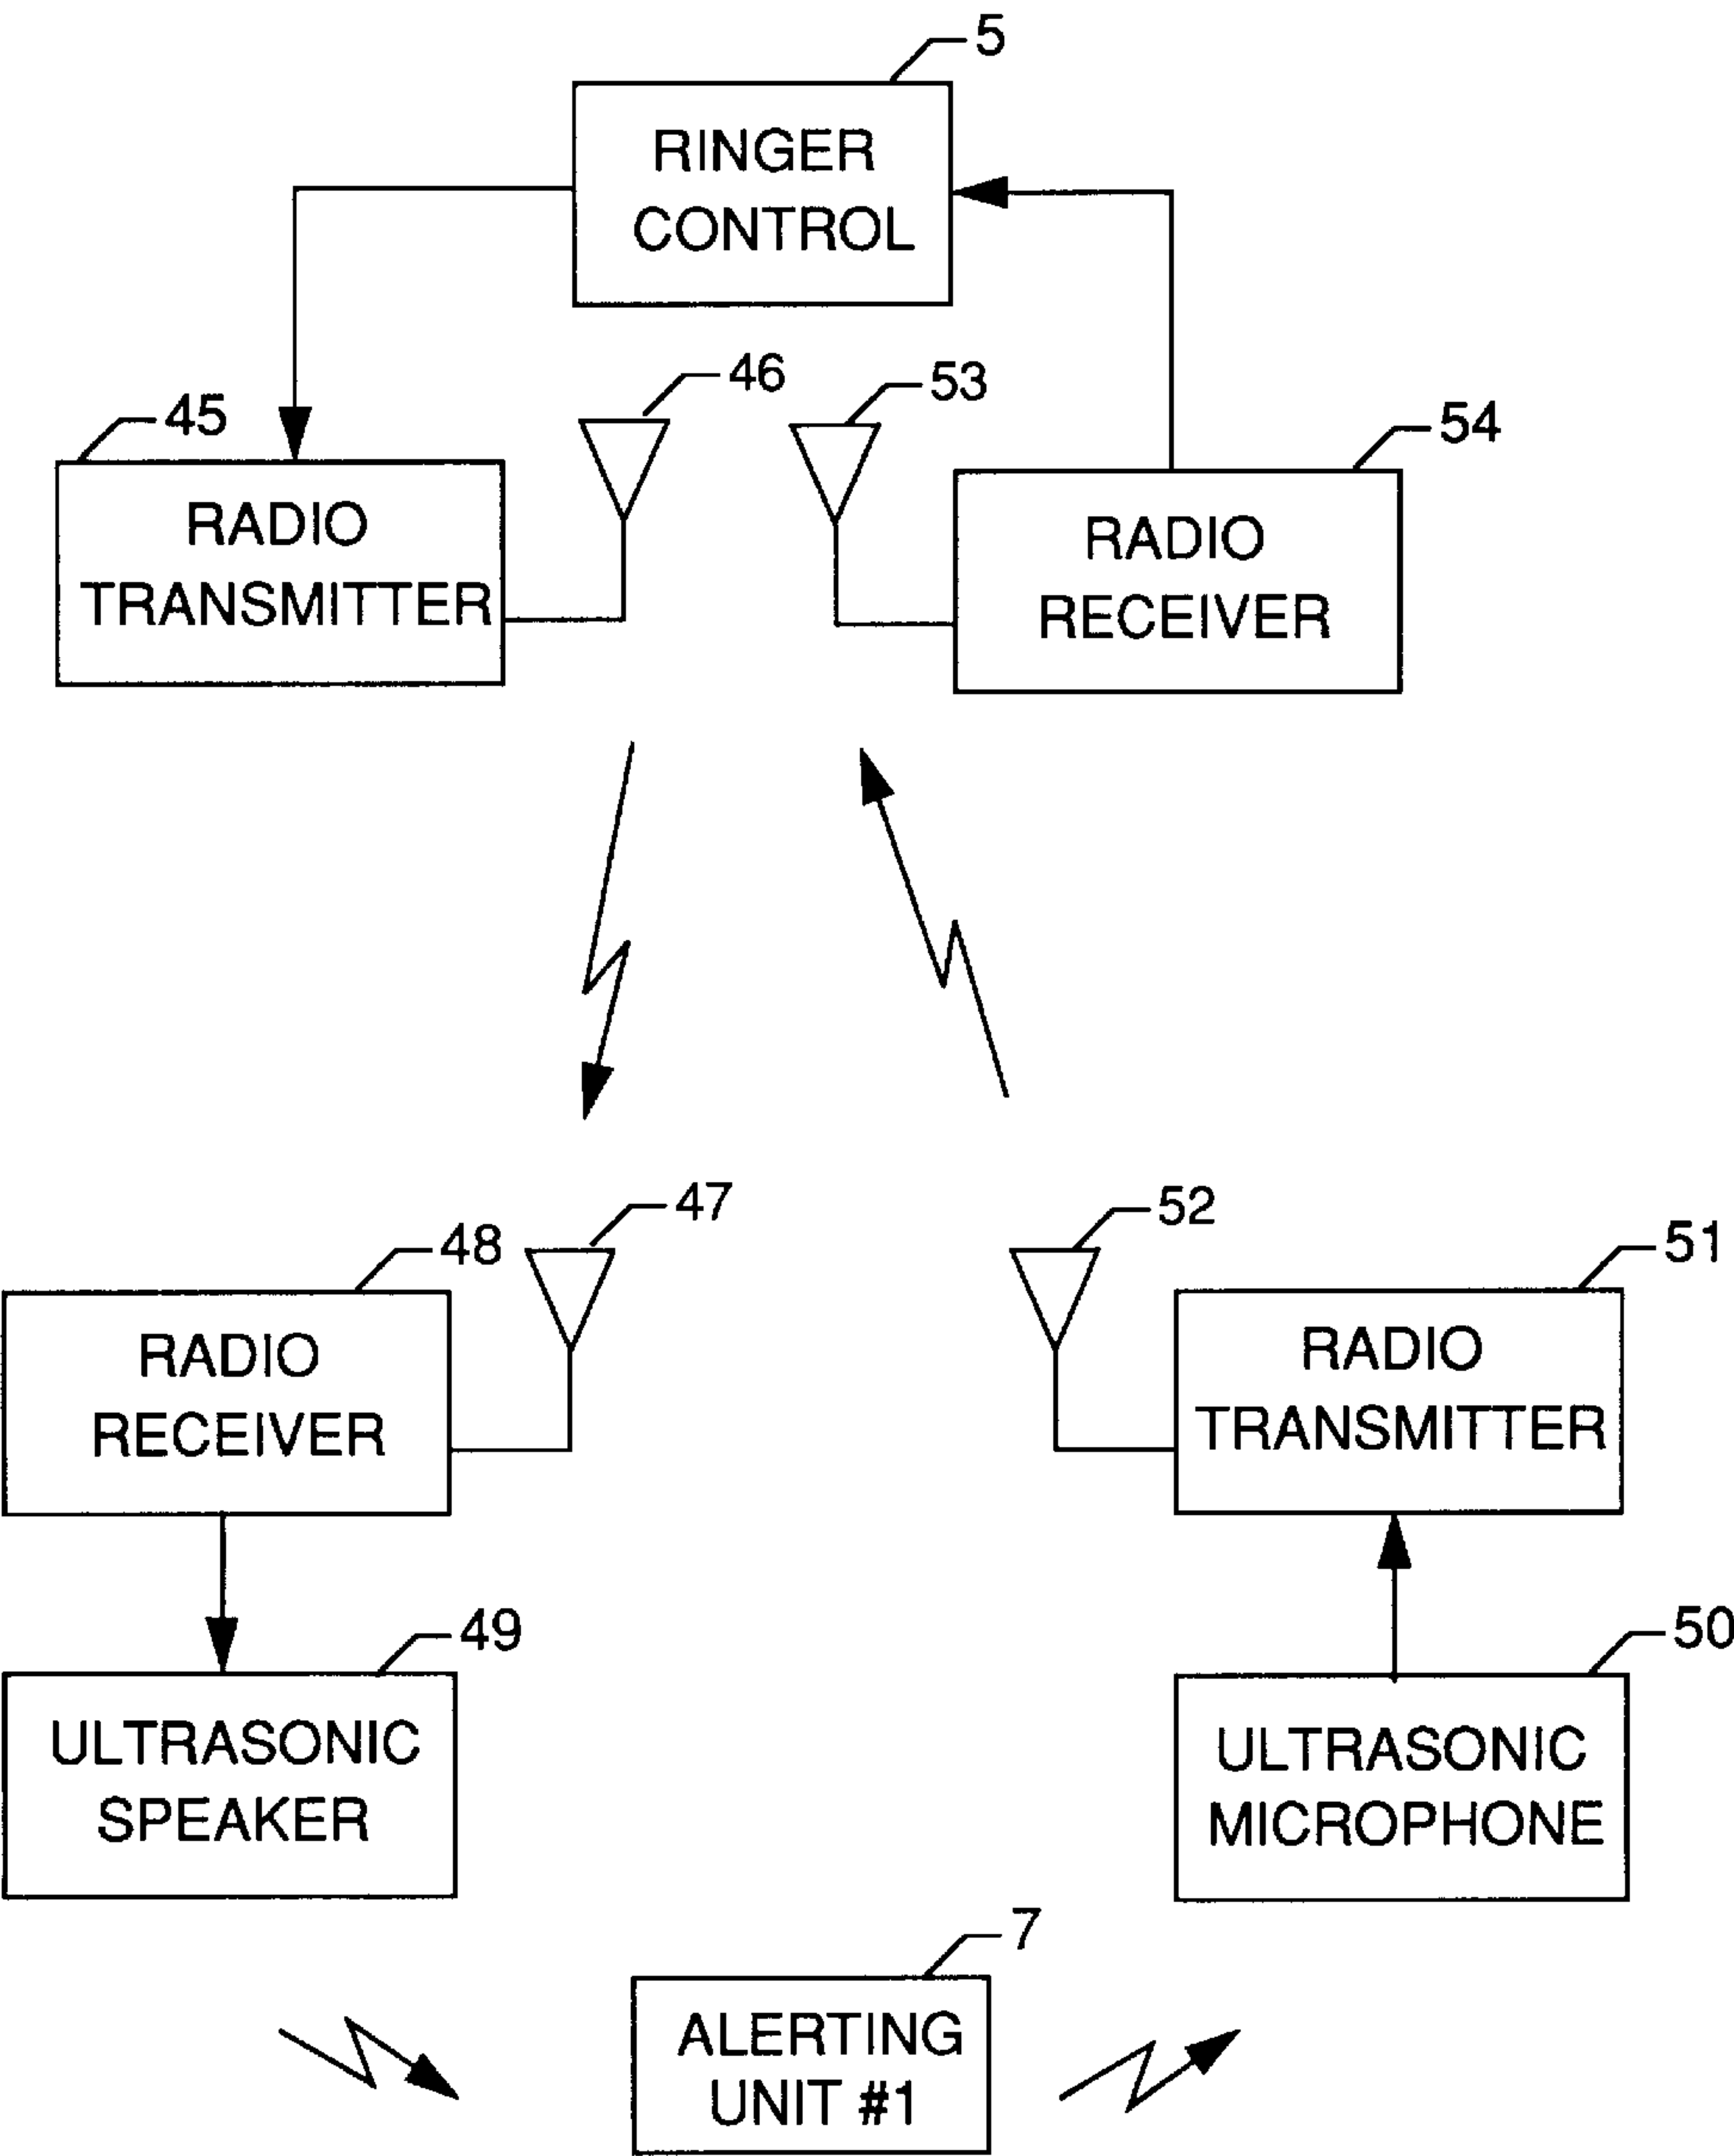 5
RINGER
CONTROL
46
53
45
54
RADIO
TRANSMITTER
RADIO
RECEIVER
47
52
48
51
RADIO
RECEIVER
RADIO
TRANSMITTER
49
50
ULTRASONIC
SPEAKER
ULTRASONIC
MICROPHONE
7
ALERTING
UNIT #1